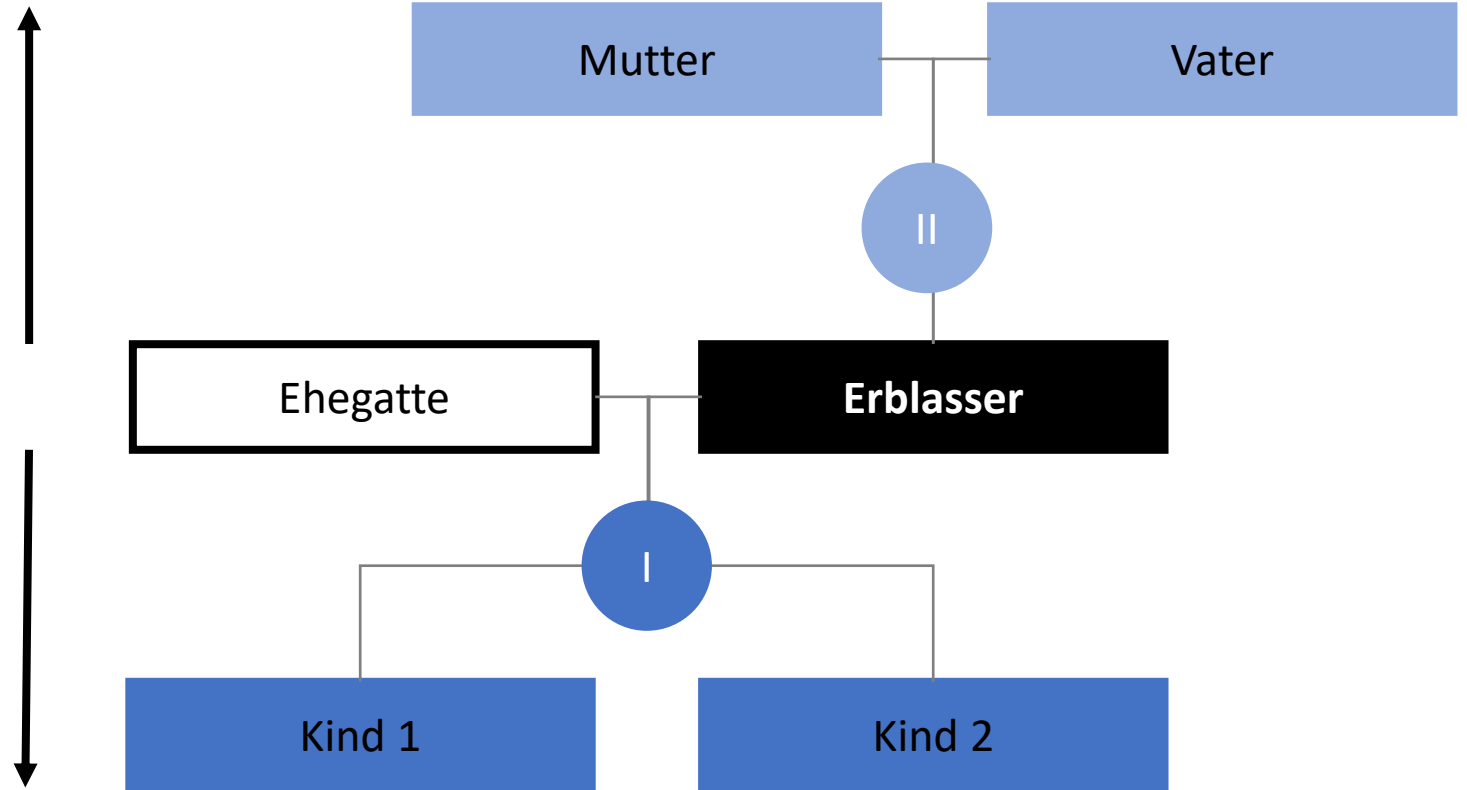 Mutter
Vater
II
Ehegatte
Erblasser
I
Kind 1
Kind 2